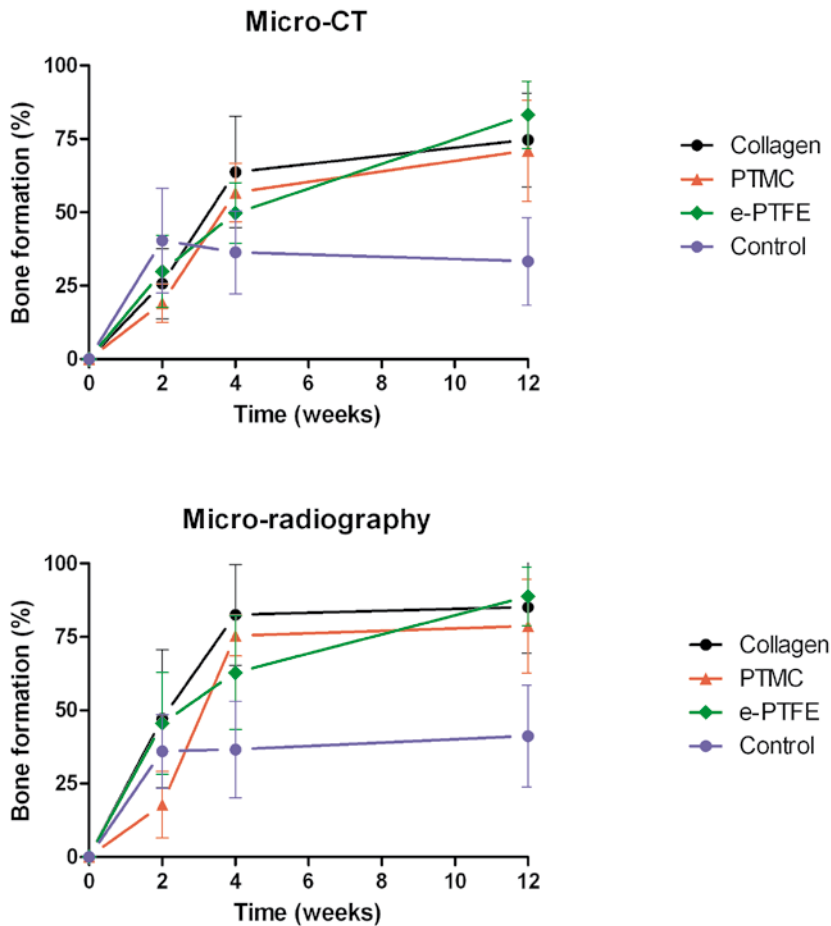 Micro-CT
100
75
50
25
0
Bone formation (%)
0 2 4 6 8 10 12
Time (weeks)
Collagen
PTMC
e-PTFE
Control
Micro-radiography
100
75
50
25
0
Bone formation (%)
0 2 4 6 8 10 12
Time (weeks)
Collagen
PTMC
e-PTFE
Control